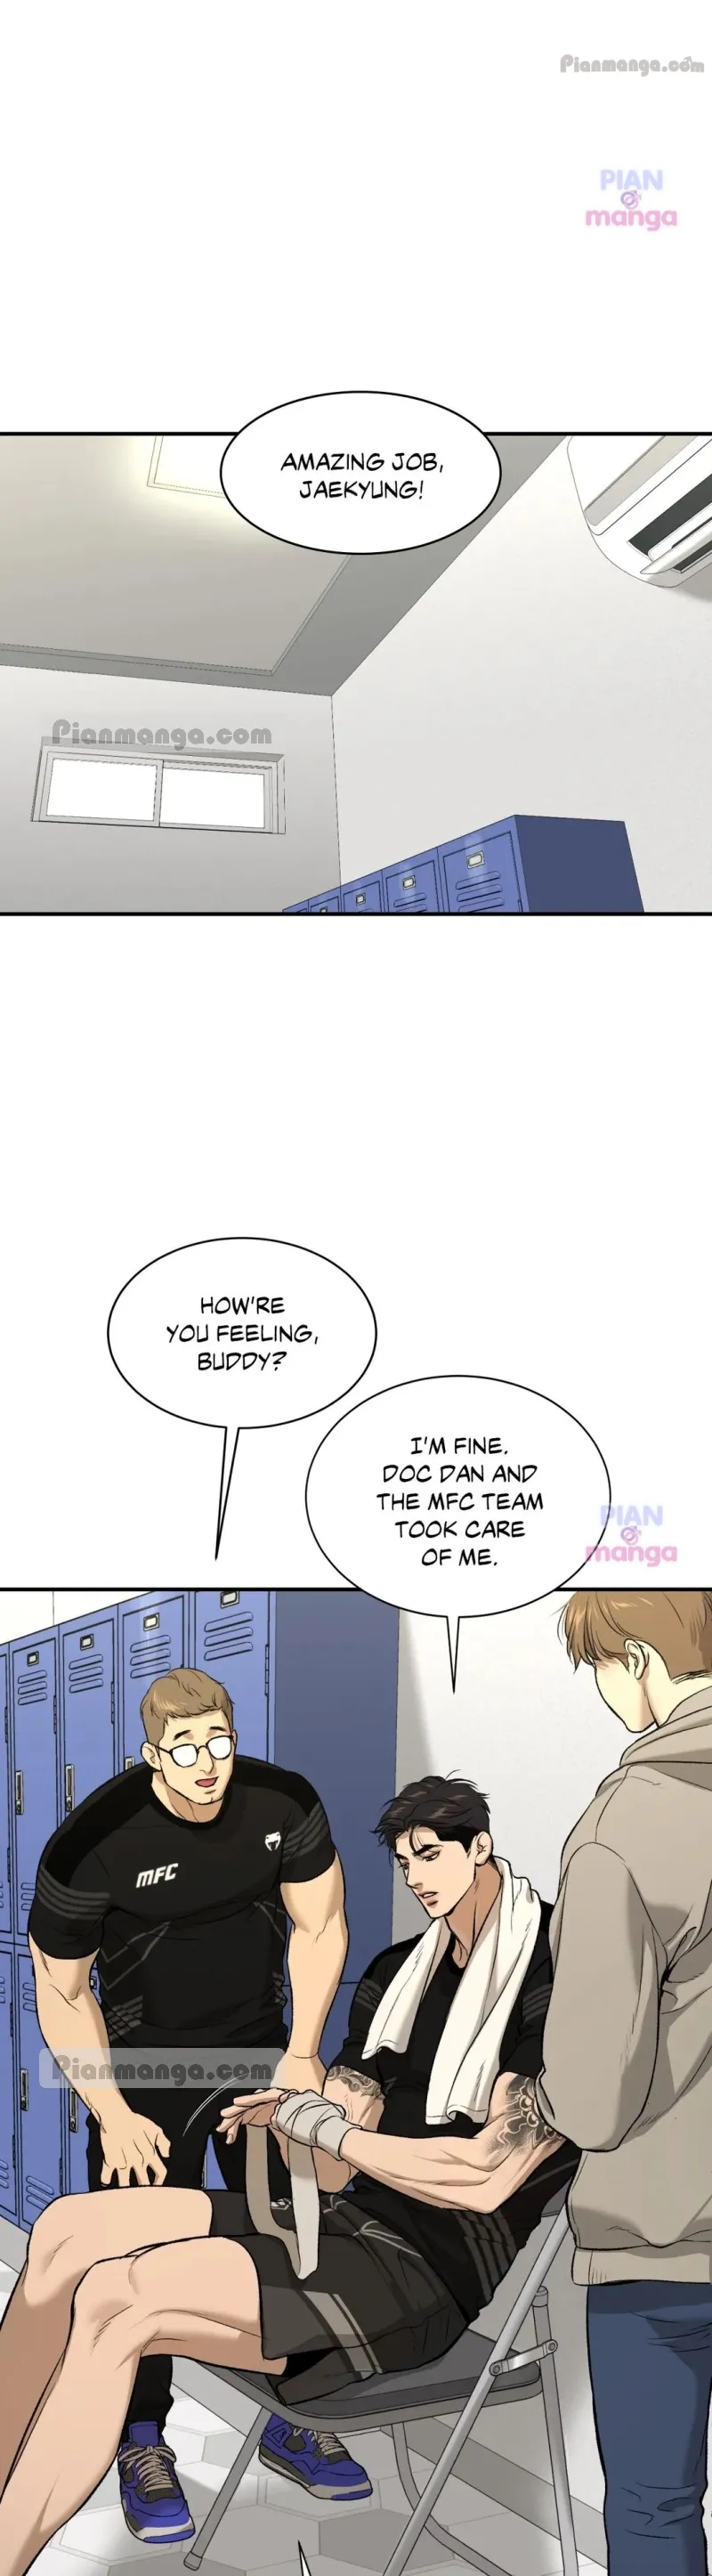 Pianmanga.com
PIAN
manga
AMAZING JOB,
JAEKYUNG!
Pianmanga.com
HOW'RE
YOU FEELING,
BUDDY?
I'M FINE.
DOC DAN AND
THE MFC TEAM
TOOK CARE
OF ME.
PIAN
manga
MFC
Pianmanga.com